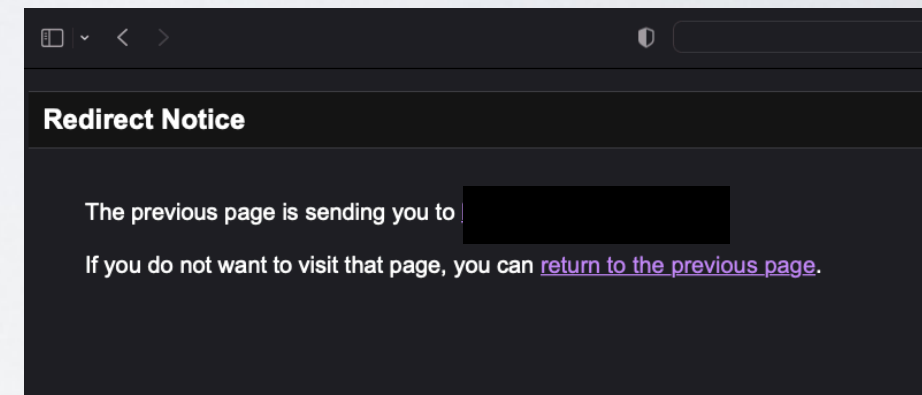 Redirect Notice
The previous page is sending you to
If you do not want to visit that page, you can return to the previous page.